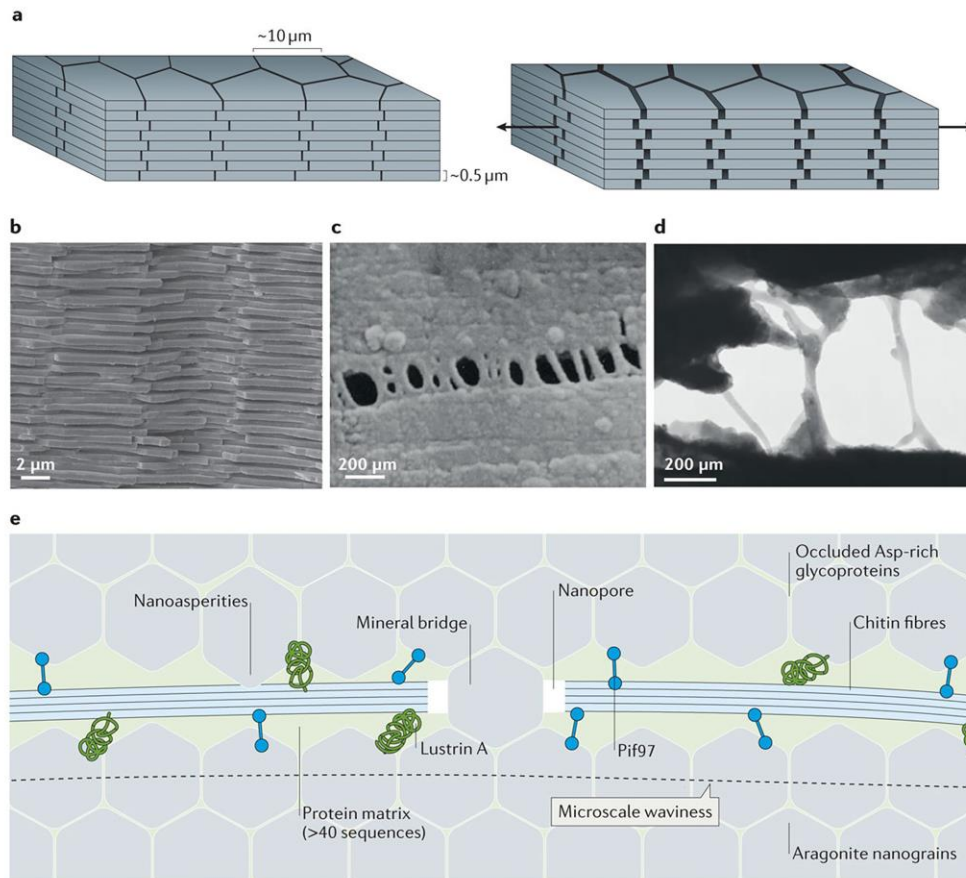 a
~10 µm
~0.5 µm
b
c
d
2 µm
200 µm
200 µm
e
Occluded Asp-rich
glycoproteins
Nanoasperities
Nanopore
Mineral bridge
Chitin fibres
Lustrin A
Pif97
Protein matrix
(>40 sequences)
Microscale waviness
Aragonite nanograins